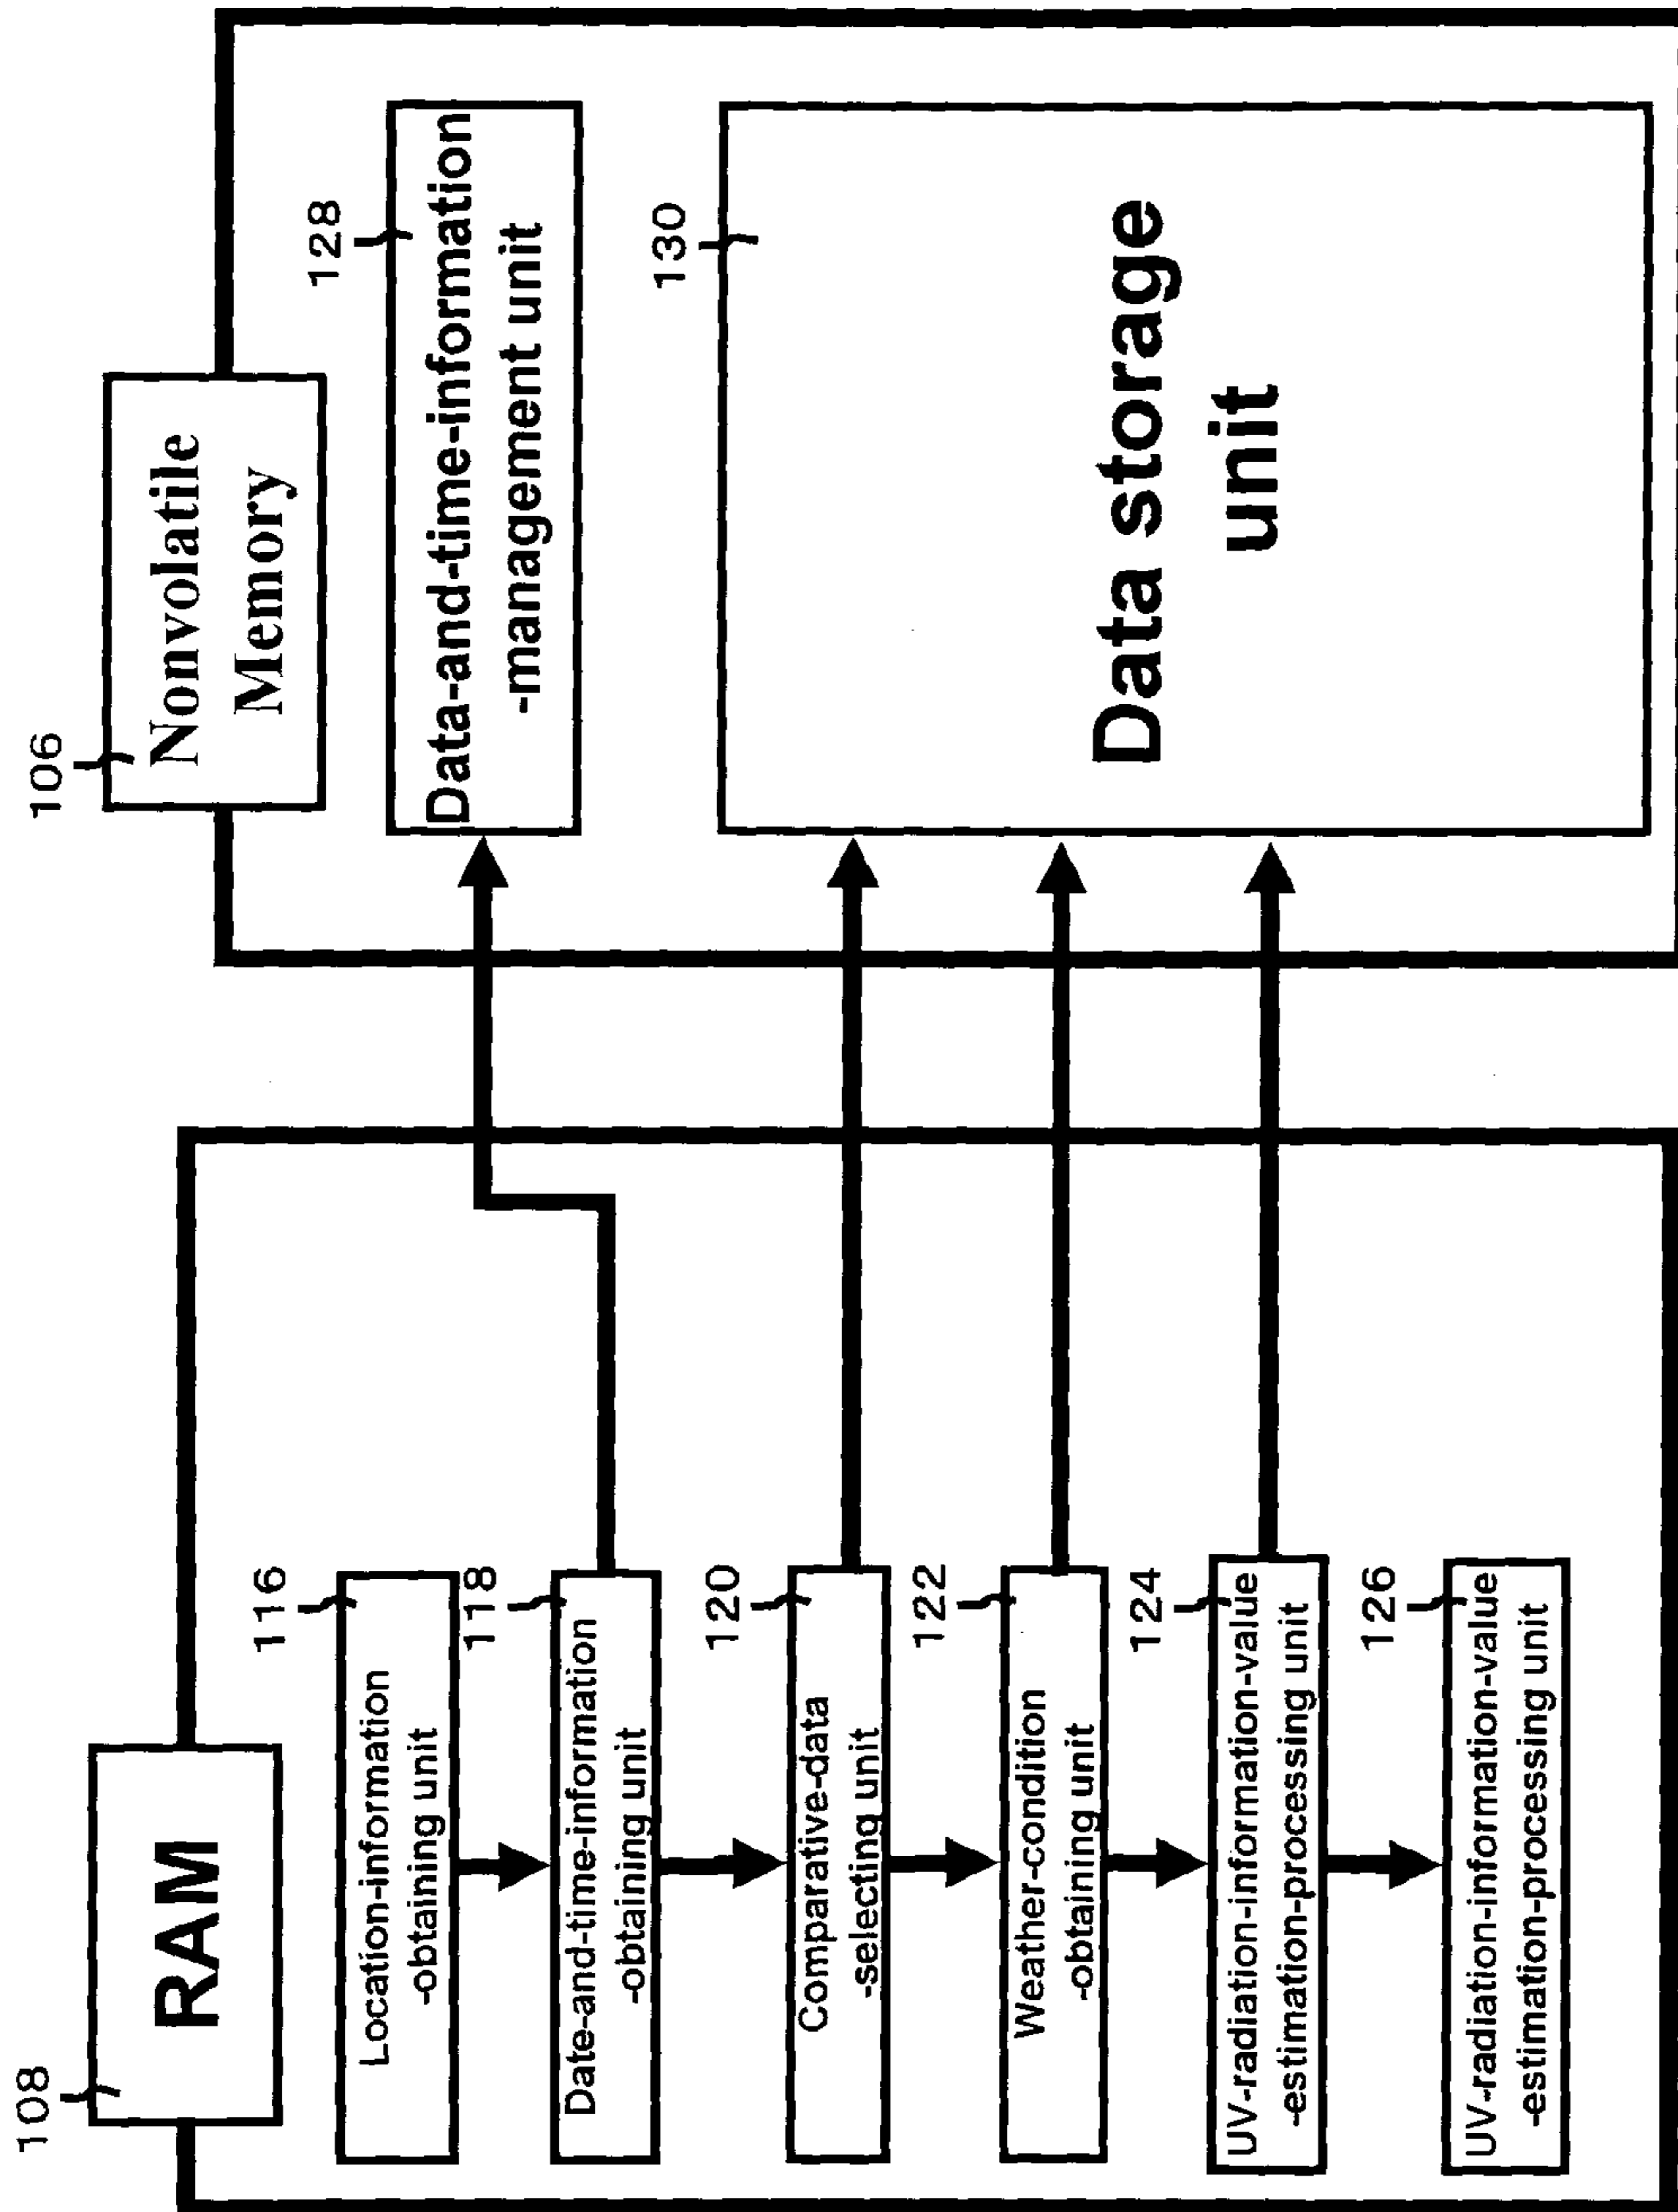 108
RAM
116
Location-information
-obtaining unit
118
Date-and-time-information
-obtaining unit
120
Comparative-data
-selecting unit
122
Weather-condition
-obtaining unit
124
UV-radiation-information-value
-estimation-processing unit
126
UV-radiation-information-value
-estimation-processing unit
106
Nonvolatile
Memory
128
Data-and-time-information
-management unit
130
Data storage
unit